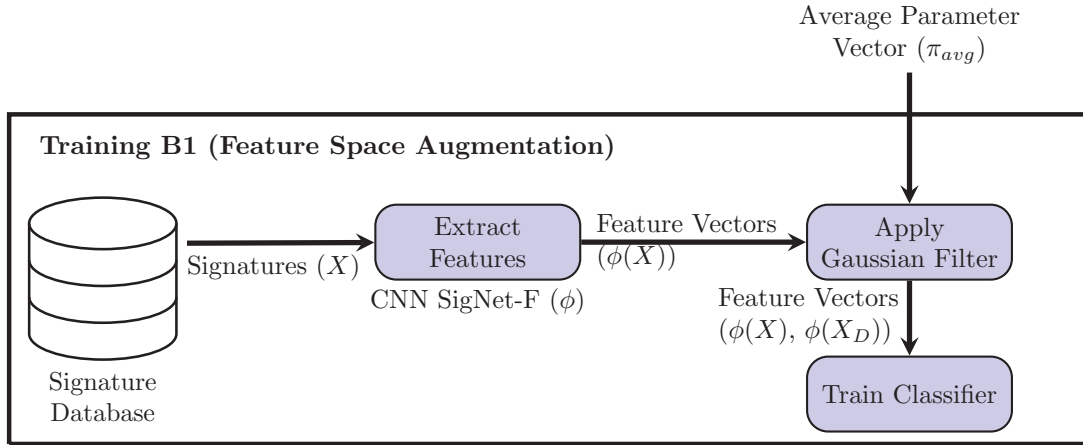 Average Parameter
Vector (π_avg)
Training B1 (Feature Space Augmentation)
Signatures (X)
Extract
Features
CNN SigNet-F (ϕ)
Feature Vectors
(ϕ(X))
Apply
Gaussian Filter
Feature Vectors
(ϕ(X), ϕ(X_D))
Train Classifier
Signature
Database